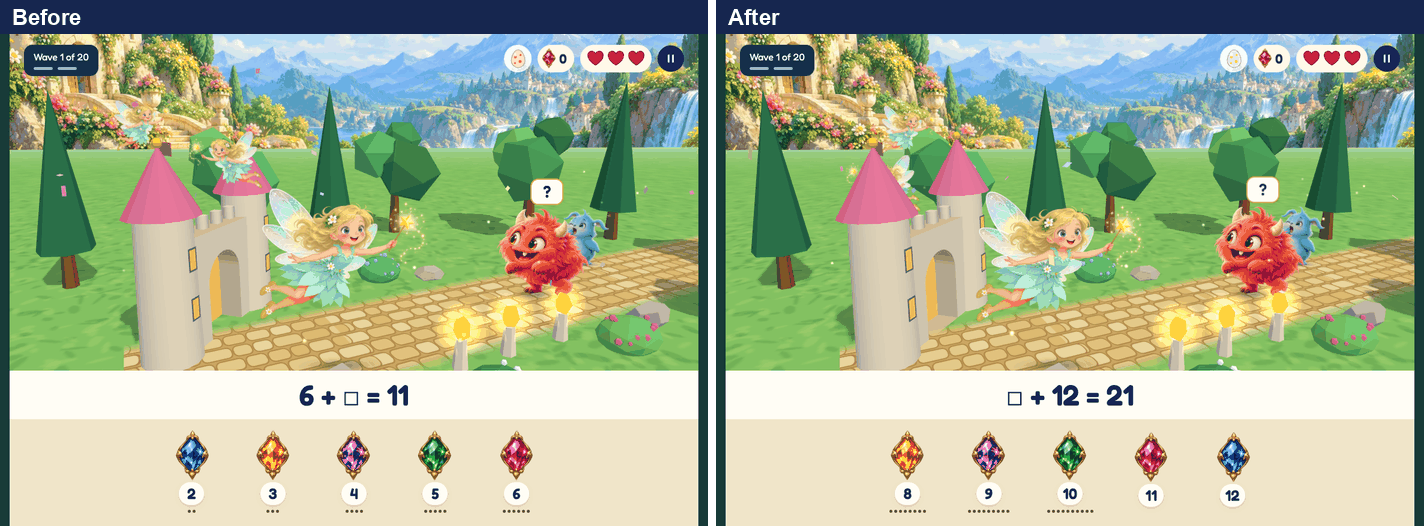 Before
Wave 1 of 20
0
?
6 + □ = 11
2
3
4
5
6
After
Wave 1 of 20
0
?
□ + 12 = 21
8
9
10
11
12